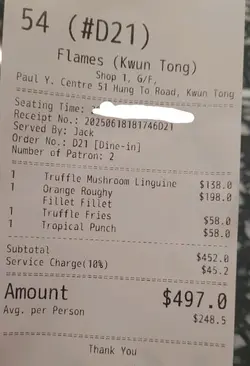 54 (#D21)
Flames (Kwun Tong)
Shop 1, G/F,
Paul Y. Centre 51 Hung To Road, Kwun Tong
Seating Time:
Receipt No.: 20250618181746D21
Served By: Jack
Order No.: D21 [Dine-in]
Number of Patron: 2
1 Truffle Mushroom Linguine $138.0
1 Orange Roughy $198.0
Fillet Fillet
1 Truffle Fries $58.0
1 Tropical Punch $58.0
Subtotal $452.0
Service Charge(10%) $45.2
Amount $497.0
Avg. per Person $248.5
Thank You